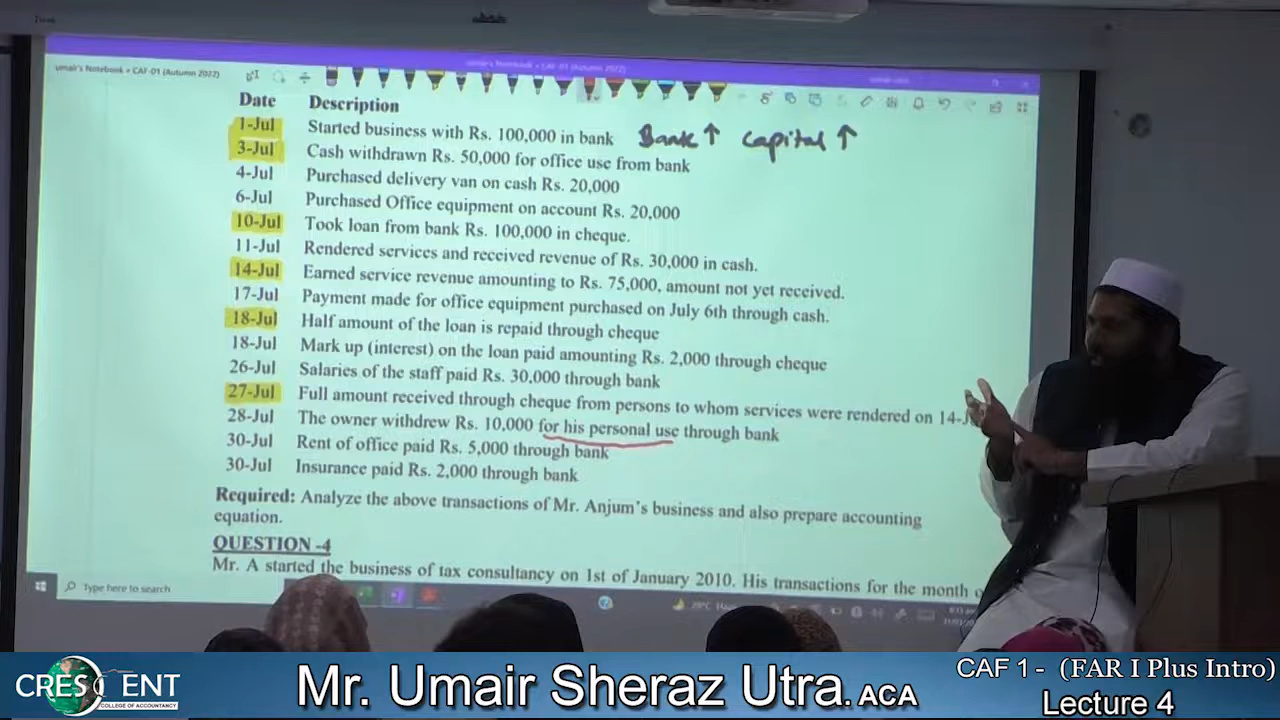 umair's Notebook » CAF-01 (Autumn 2022)
umair's Notebook » CAF-01 (Autumn 2022)
Date Description
1-Jul Started business with Rs. 100,000 in bank Bank ↑ Capital ↑
3-Jul Cash withdrawn Rs. 50,000 for office use from bank
4-Jul Purchased delivery van on cash Rs. 20,000
6-Jul Purchased Office equipment on account Rs. 20,000
10-Jul Took loan from bank Rs. 100,000 in cheque.
11-Jul Rendered services and received revenue of Rs. 30,000 in cash.
14-Jul Earned service revenue amounting to Rs. 75,000, amount not yet received.
17-Jul Payment made for office equipment purchased on July 6th through cash.
18-Jul Half amount of the loan is repaid through cheque
18-Jul Mark up (interest) on the loan paid amounting Rs. 2,000 through cheque
26-Jul Salaries of the staff paid Rs. 30,000 through bank
27-Jul Full amount received through cheque from persons to whom services were rendered on 14-J
28-Jul The owner withdrew Rs. 10,000 for his personal use through bank
30-Jul Rent of office paid Rs. 5,000 through bank
30-Jul Insurance paid Rs. 2,000 through bank
Required: Analyze the above transactions of Mr. Anjum's business and also prepare accounting
equation.
QUESTION -4
Mr. A started the business of tax consultancy on 1st of January 2010. His transactions for the month
Type here to search
CRESCENT
COLLEGE OF ACCOUNTANCY
Mr. Umair Sheraz Utra. ACA
CAF 1 - (FAR I Plus Intro)
Lecture 4